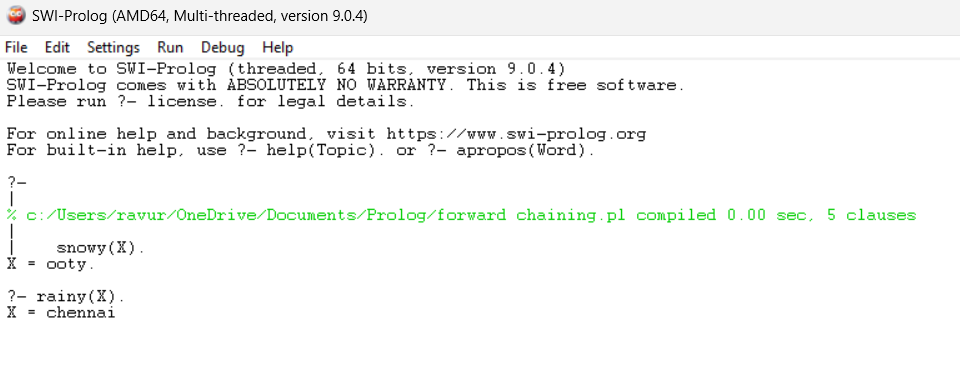 SWI-Prolog (AMD64, Multi-threaded, version 9.0.4)
File Edit Settings Run Debug Help
Welcome to SWI-Prolog (threaded, 64 bits, version 9.0.4)
SWI-Prolog comes with ABSOLUTELY NO WARRANTY. This is free software.
Please run ?- license. for legal details.
For online help and background, visit https://www.swi-prolog.org
For built-in help, use ?- help(Topic). or ?- apropos(Word).
?-
|
% c:/Users/ravur/OneDrive/Documents/Prolog/forward chaining.pl compiled 0.00 sec, 5 clauses
|
|    snowy(X).
X = ooty.
?- rainy(X).
X = chennai